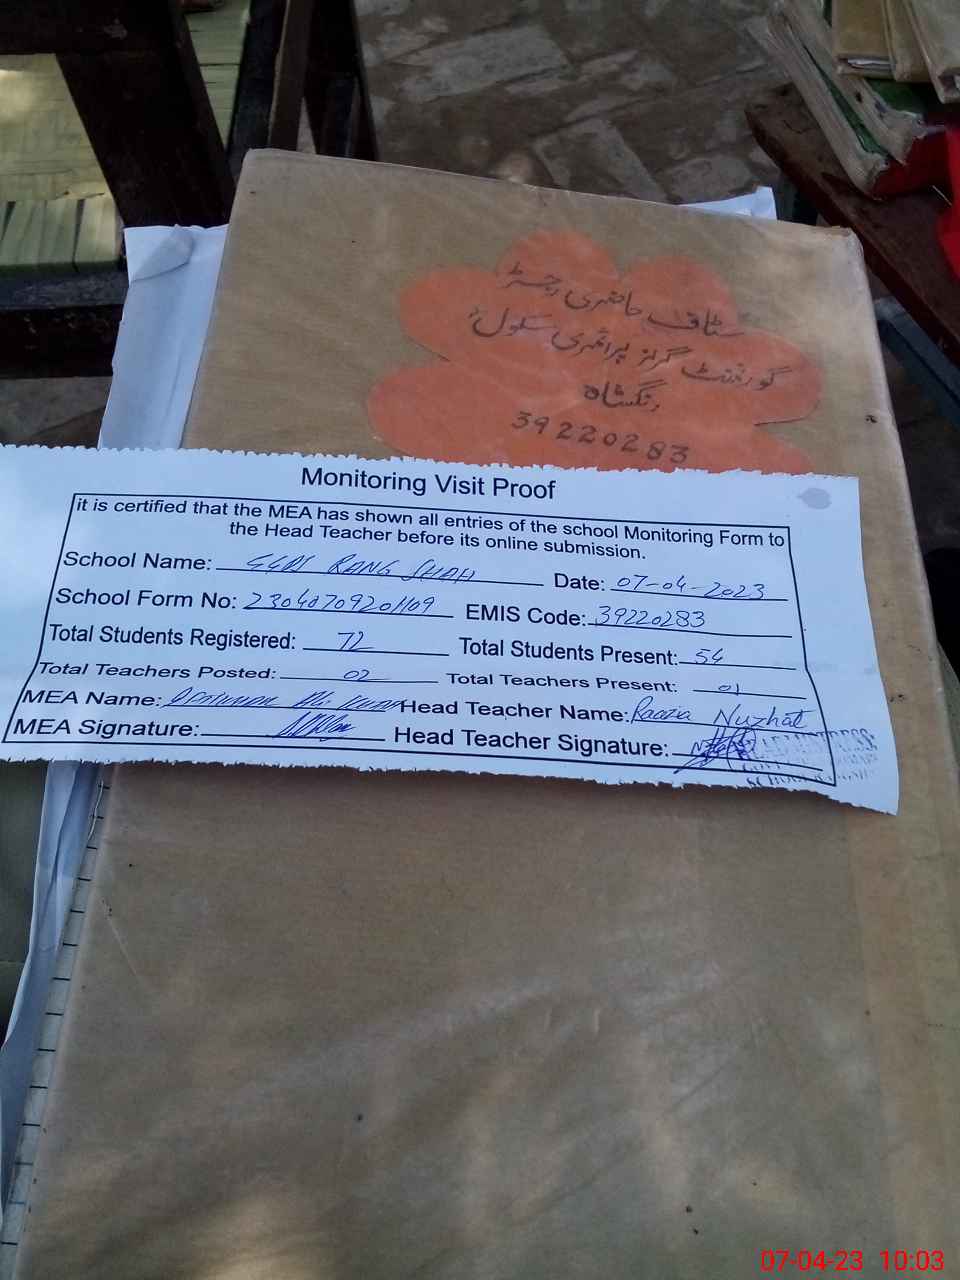 سٹاف حاضری رجسٹر
گورنمنٹ گرلز پرائمری سکول
رنگشاہ
39220283
Monitoring Visit Proof
it is certified that the MEA has shown all entries of the school Monitoring Form to
the Head Teacher before its online submission.
School Name: GGPS RANG SHAH Date: 07-04-2023
School Form No: EMIS Code: 39220283
Total Students Registered: 72 Total Students Present: 54
Total Teachers Posted: 02 Total Teachers Present: 01
MEA Name: Head Teacher Name: Raazia Nuzhat
MEA Signature: Head Teacher Signature:
HEADMISTRESS
07-04-23 10:03